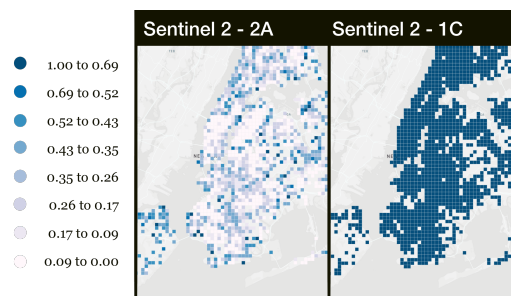 Sentinel 2 - 2A
Sentinel 2 - 1C
1.00 to 0.69
0.69 to 0.52
0.52 to 0.43
0.43 to 0.35
0.35 to 0.26
0.26 to 0.17
0.17 to 0.09
0.09 to 0.00